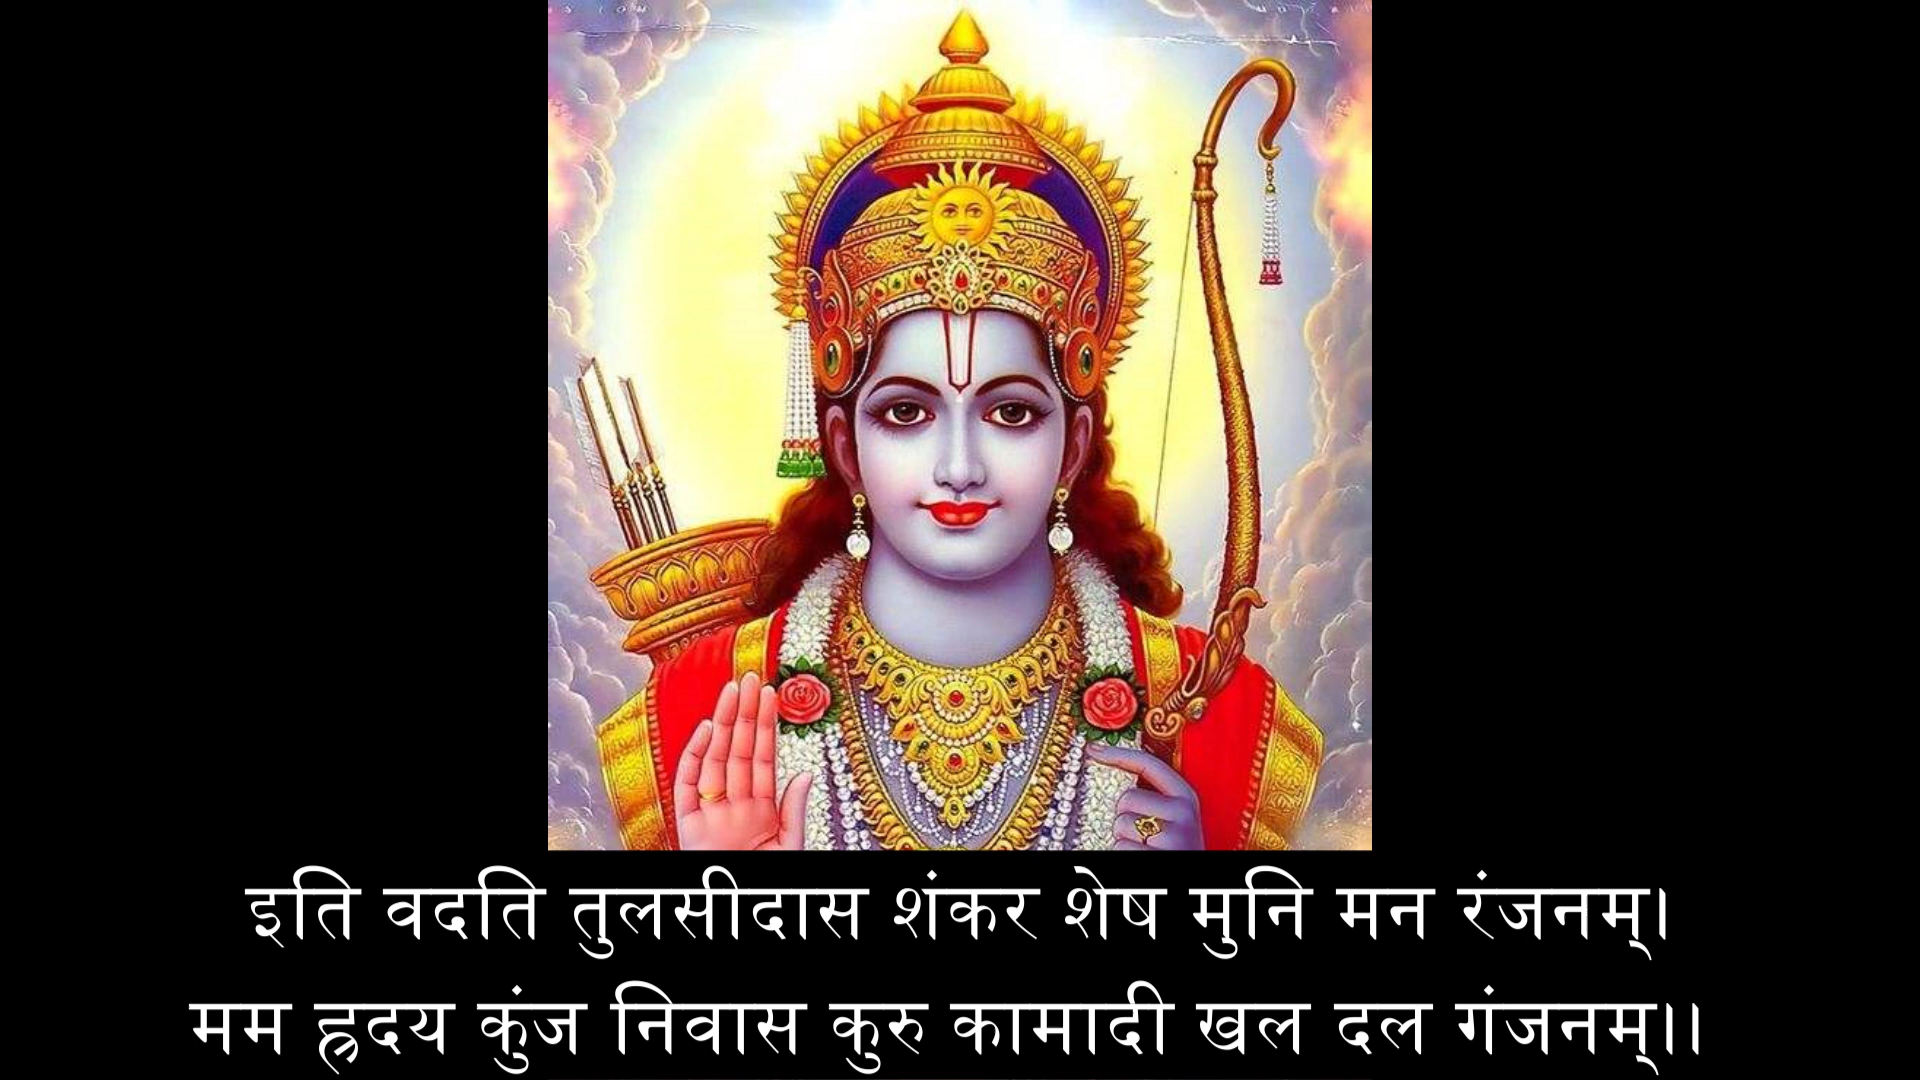 इति वदति तुलसीदास शंकर शेष मुनि मन रंजनम्।
मम ह्रदय कुंज निवास कुरु कामादी खल दल गंजनम्।।